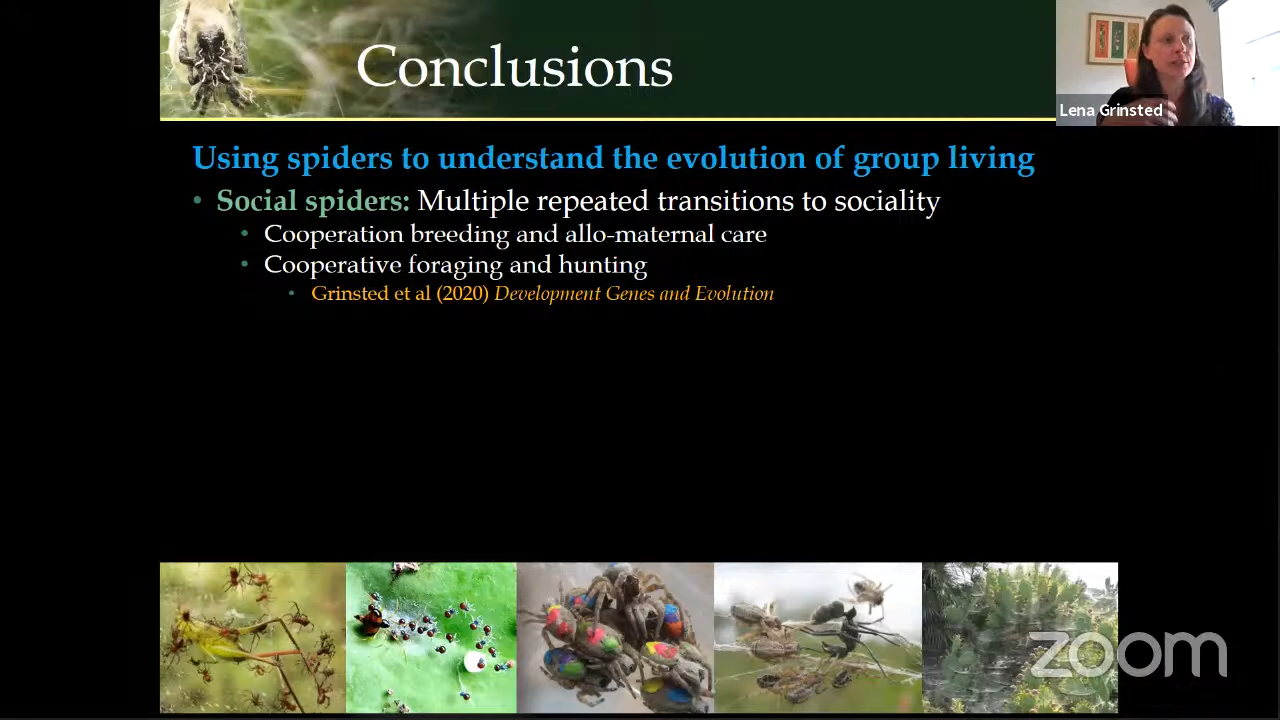 Conclusions
Lena Grinsted
Using spiders to understand the evolution of group living
• Social spiders: Multiple repeated transitions to sociality
• Cooperation breeding and allo-maternal care
• Cooperative foraging and hunting
• Grinsted et al (2020) Development Genes and Evolution
zoom